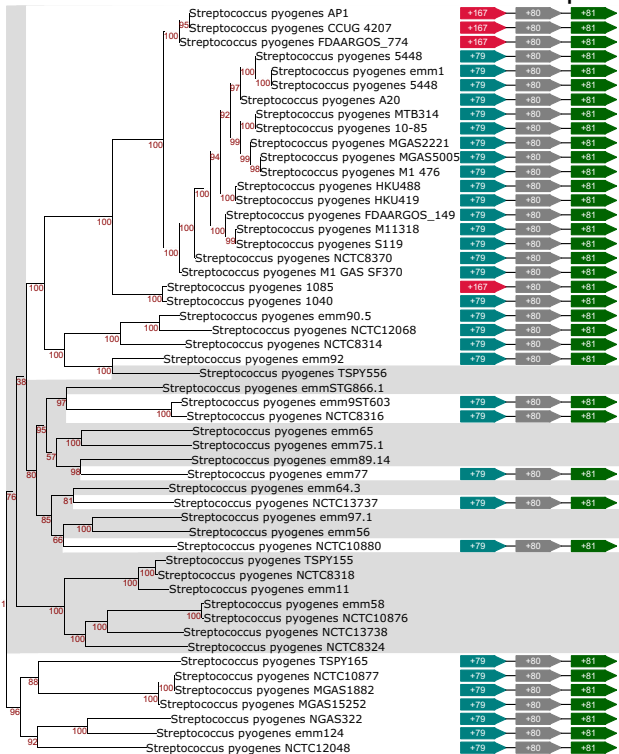 Streptococcus pyogenes AP1 +167 +80 +81
95
Streptococcus pyogenes CCUG 4207 +167 +80 +81
100
Streptococcus pyogenes FDAARGOS_774 +167 +80 +81
Streptococcus pyogenes 5448 +79 +80 +81
100
Streptococcus pyogenes emm1 +79 +80 +81
100
Streptococcus pyogenes 5448 +79 +80 +81
97
Streptococcus pyogenes A20 +79 +80 +81
92
Streptococcus pyogenes MTB314 +79 +80 +81
100
Streptococcus pyogenes 10-85 +79 +80 +81
99
Streptococcus pyogenes MGAS2221 +79 +80 +81
100
94 99
Streptococcus pyogenes MGAS5005 +79 +80 +81
98
Streptococcus pyogenes M1 476 +79 +80 +81
Streptococcus pyogenes HKU488 +79 +80 +81
100
Streptococcus pyogenes HKU419 +79 +80 +81
Streptococcus pyogenes FDAARGOS_149 +79 +80 +81
100 100 100
Streptococcus pyogenes M11318 +79 +80 +81
99
Streptococcus pyogenes S119 +79 +80 +81
100
Streptococcus pyogenes NCTC8370 +79 +80 +81
Streptococcus pyogenes M1 GAS SF370 +79 +80 +81
Streptococcus pyogenes 1085 +167 +80 +81
100 100
Streptococcus pyogenes 1040 +79 +80 +81
Streptococcus pyogenes emm90.5 +79 +80 +81
100
Streptococcus pyogenes NCTC12068 +79 +80 +81
100
Streptococcus pyogenes NCTC8314 +79 +80 +81
100
Streptococcus pyogenes emm92 +79 +80 +81
100
Streptococcus pyogenes TSPY556
38
Streptococcus pyogenes emmSTG866.1
97
Streptococcus pyogenes emm9ST603 +79 +80 +81
100
Streptococcus pyogenes NCTC8316 +79 +80 +81
95
Streptococcus pyogenes emm65
100
Streptococcus pyogenes emm75.1
57
Streptococcus pyogenes emm89.14
98
Streptococcus pyogenes emm77 +79 +80 +81
80
Streptococcus pyogenes emm64.3
76 81
Streptococcus pyogenes NCTC13737 +79 +80 +81
85
Streptococcus pyogenes emm97.1
100
Streptococcus pyogenes emm56
66
Streptococcus pyogenes NCTC10880 +79 +80 +81
Streptococcus pyogenes TSPY155
100
Streptococcus pyogenes NCTC8318
100
Streptococcus pyogenes emm11
1
Streptococcus pyogenes emm58
100 100
Streptococcus pyogenes NCTC10876
100
Streptococcus pyogenes NCTC13738
100
Streptococcus pyogenes NCTC8324
Streptococcus pyogenes TSPY165 +79 +80 +81
88
Streptococcus pyogenes NCTC10877 +79 +80 +81
100
Streptococcus pyogenes MGAS1882 +79 +80 +81
100
Streptococcus pyogenes MGAS15252 +79 +80 +81
96
Streptococcus pyogenes NGAS322 +79 +80 +81
100
Streptococcus pyogenes emm124 +79 +80 +81
92
Streptococcus pyogenes NCTC12048 +79 +80 +81